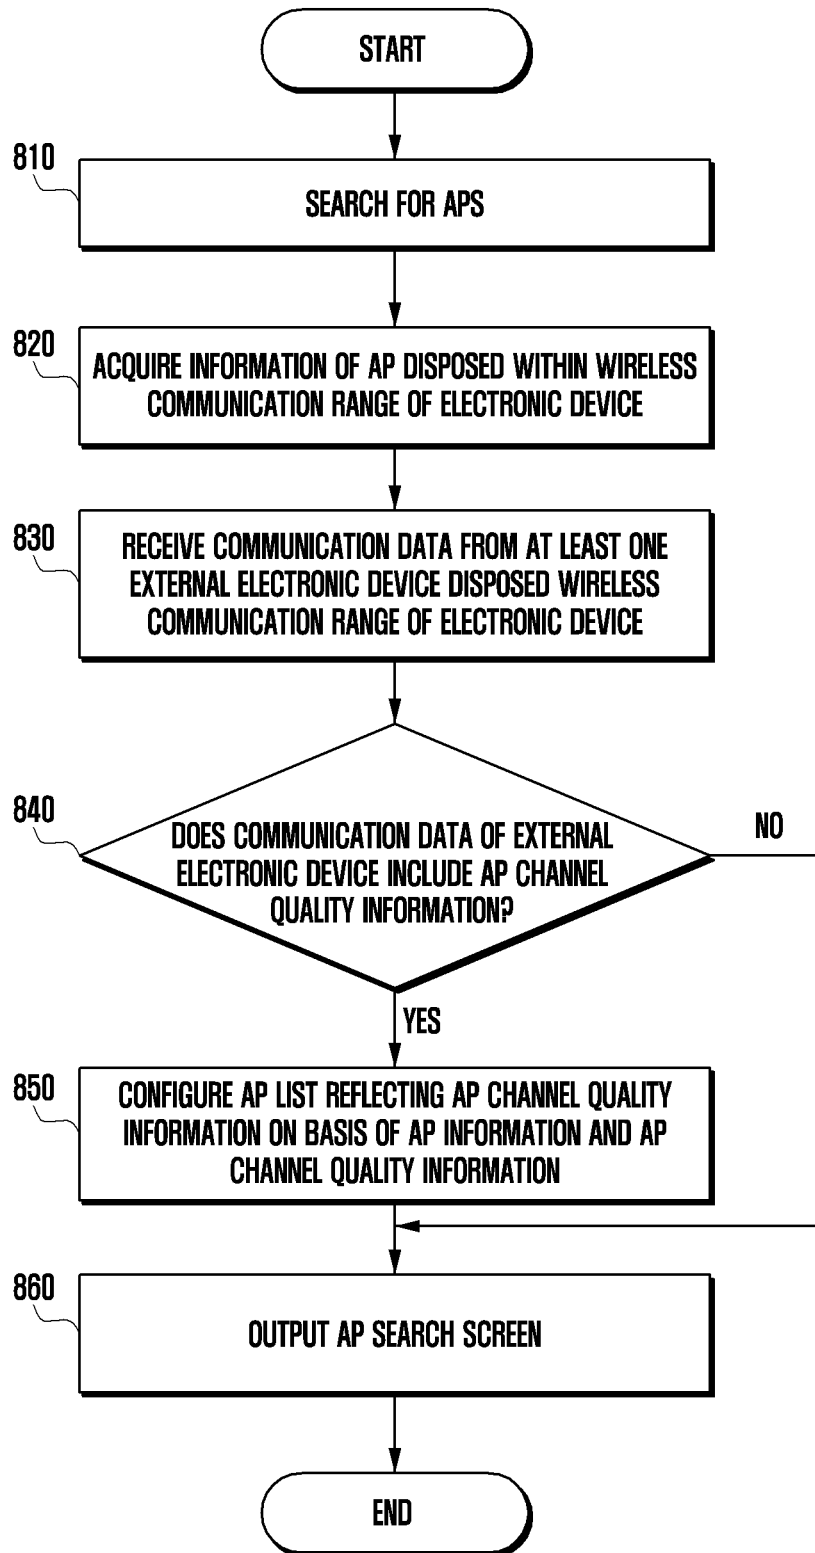 START
810
SEARCH FOR APS
820
ACQUIRE INFORMATION OF AP DISPOSED WITHIN WIRELESS
COMMUNICATION RANGE OF ELECTRONIC DEVICE
830
RECEIVE COMMUNICATION DATA FROM AT LEAST ONE
EXTERNAL ELECTRONIC DEVICE DISPOSED WIRELESS
COMMUNICATION RANGE OF ELECTRONIC DEVICE
840
DOES COMMUNICATION DATA OF EXTERNAL
ELECTRONIC DEVICE INCLUDE AP CHANNEL
QUALITY INFORMATION?
NO
YES
850
CONFIGURE AP LIST REFLECTING AP CHANNEL QUALITY
INFORMATION ON BASIS OF AP INFORMATION AND AP
CHANNEL QUALITY INFORMATION
860
OUTPUT AP SEARCH SCREEN
END